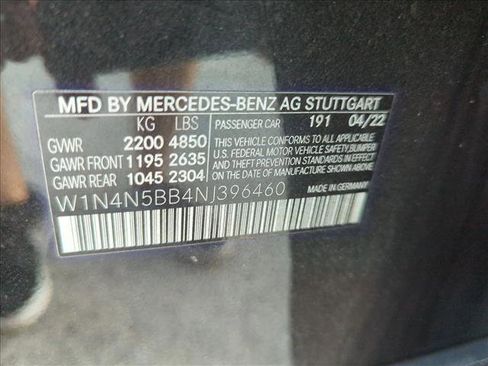 MFD BY MERCEDES-BENZ AG STUTTGART
KG LBS PASSENGER CAR 191 04/22
GVWR 2200 4850 THIS VEHICLE CONFORMS TO ALL APPLICABLE
GAWR FRONT 1195 2635 U.S. FEDERAL MOTOR VEHICLE SAFETY, BUMPER
GAWR REAR 1045 2304 AND THEFT PREVENTION STANDARDS IN EFFECT
ON THE DATE OF MANUFACTURE SHOWN ABOVE.
W1N4N5BB4NJ396460 MADE IN GERMANY